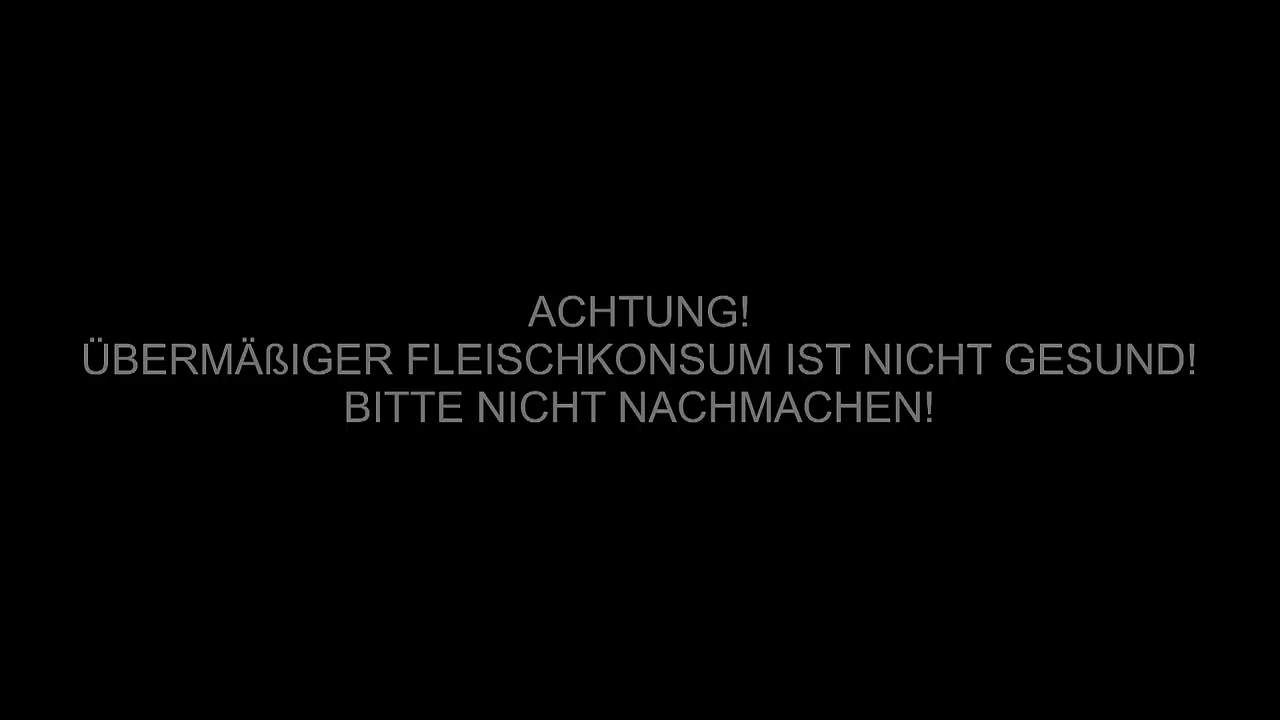 ACHTUNG!
ÜBERMÄßIGER FLEISCHKONSUM IST NICHT GESUND!
BITTE NICHT NACHMACHEN!